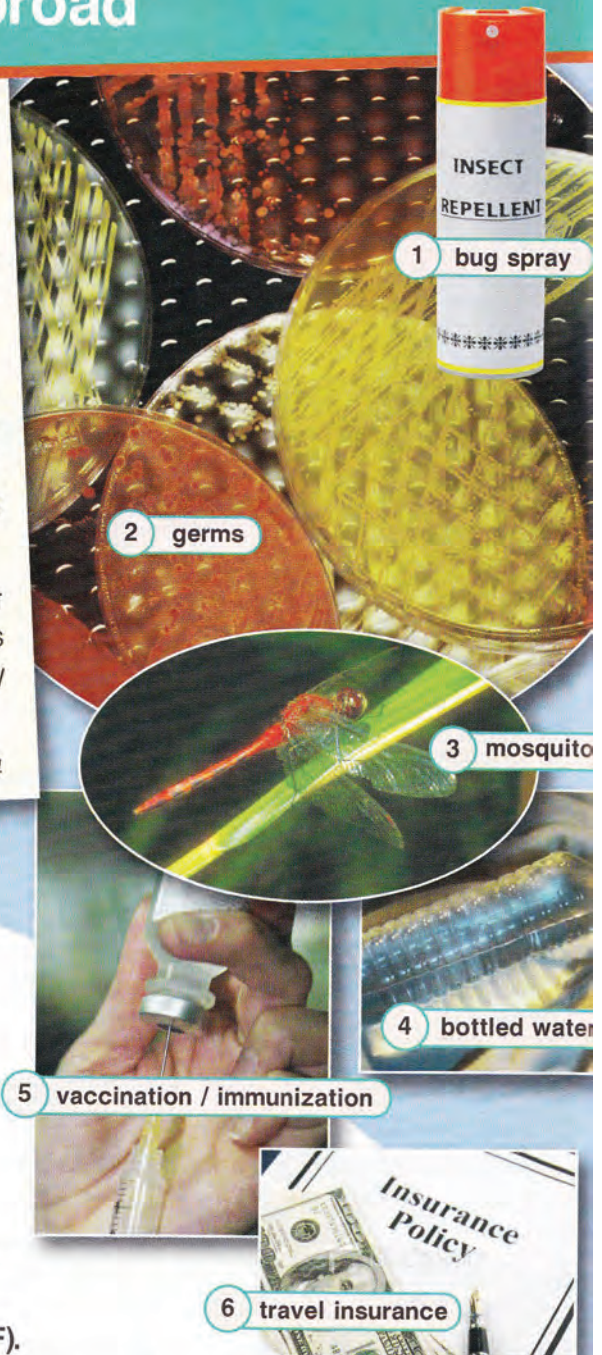 broad
INSECT
REPELLENT
1 bug spray
2 germs
3 mosquito
4 bottled water
5 vaccination / immunization
Insurance
Policy
6 travel insurance
F).